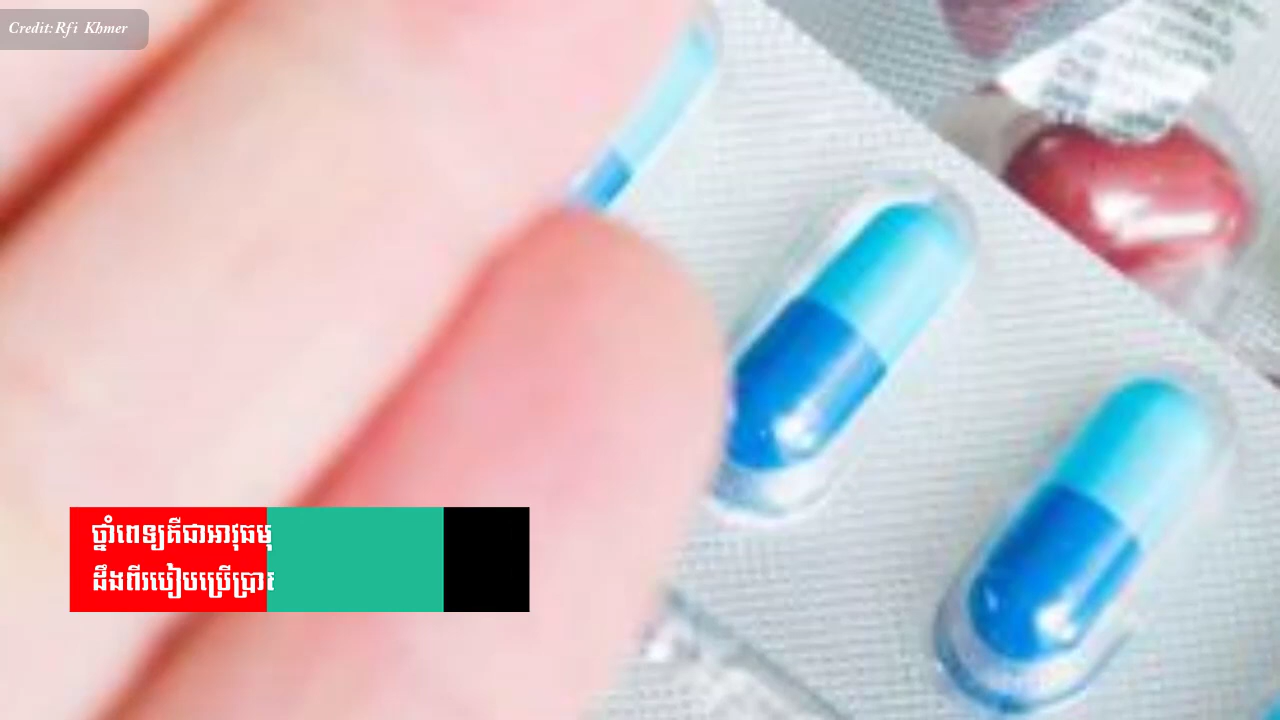 Credit:Rfi Khmer
ថ្នាំពេទ្យគឺជាអាវុធមុ
ដឹងពីរបៀបប្រើប្រាស